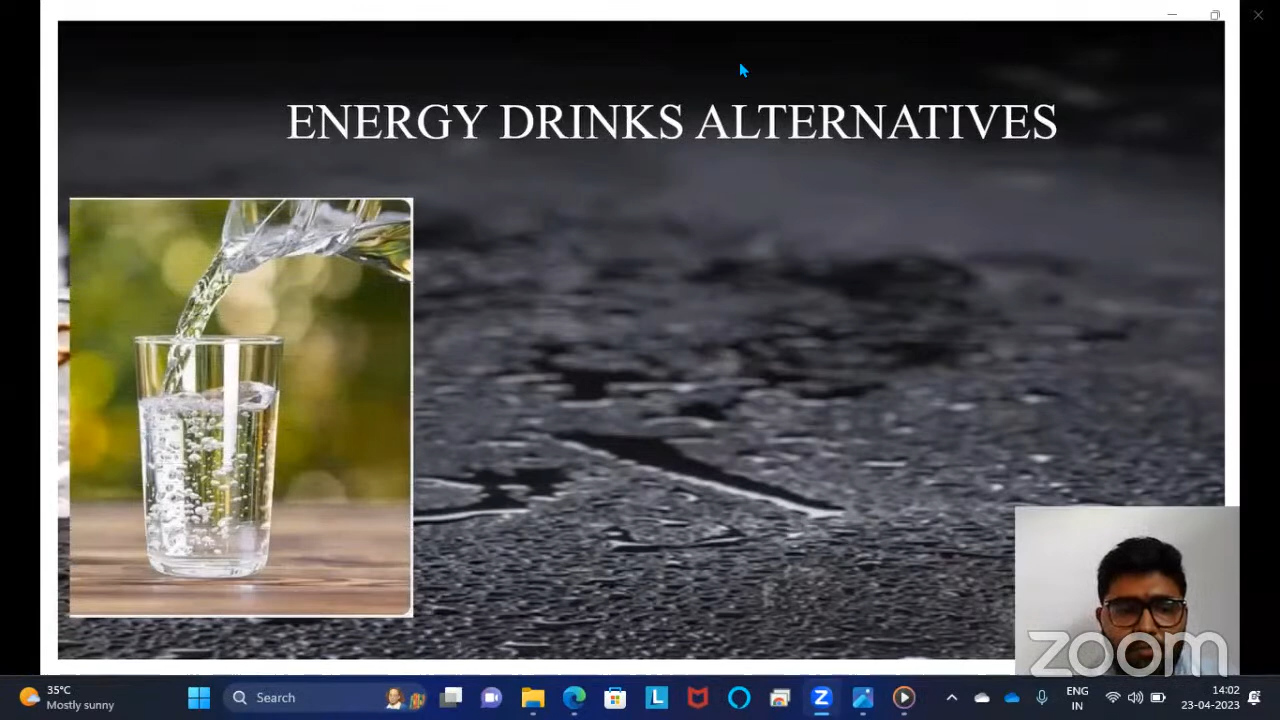 ENERGY DRINKS ALTERNATIVES
zoom
35°C
Mostly sunny
Search
L
Z
ENG
IN
14:02
23-04-2023